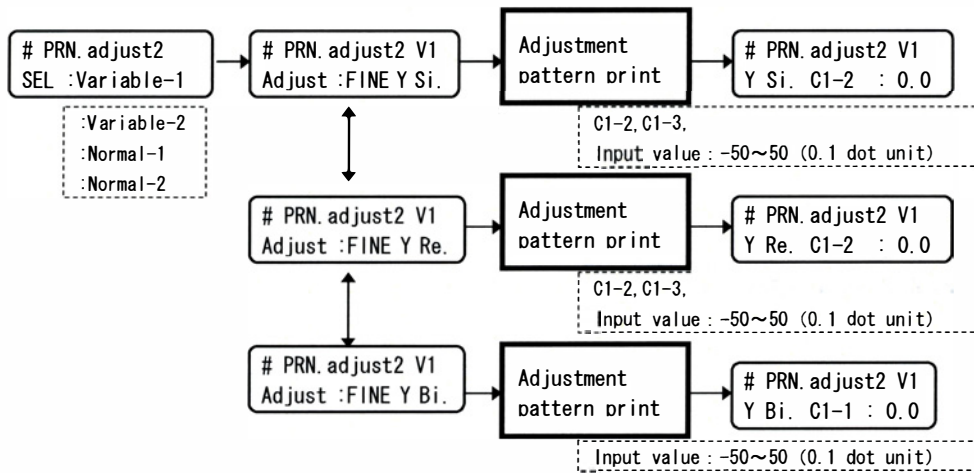 # PRN. adjust2
SEL :Variable-1
:Variable-2
:Normal-1
:Normal-2
# PRN. adjust2 V1
Adjust :FINE Y Si.
Adjustment
pattern print
# PRN. adjust2 V1
Y Si. C1-2 : 0.0
C1-2, C1-3,
Input value : -50～50 (0.1 dot unit)
# PRN. adjust2 V1
Adjust :FINE Y Re.
Adjustment
pattern print
# PRN. adjust2 V1
Y Re. C1-2 : 0.0
C1-2, C1-3,
Input value : -50～50 (0.1 dot unit)
# PRN. adjust2 V1
Adjust :FINE Y Bi.
Adjustment
pattern print
# PRN. adjust2 V1
Y Bi. C1-1 : 0.0
Input value : -50～50 (0.1 dot unit)